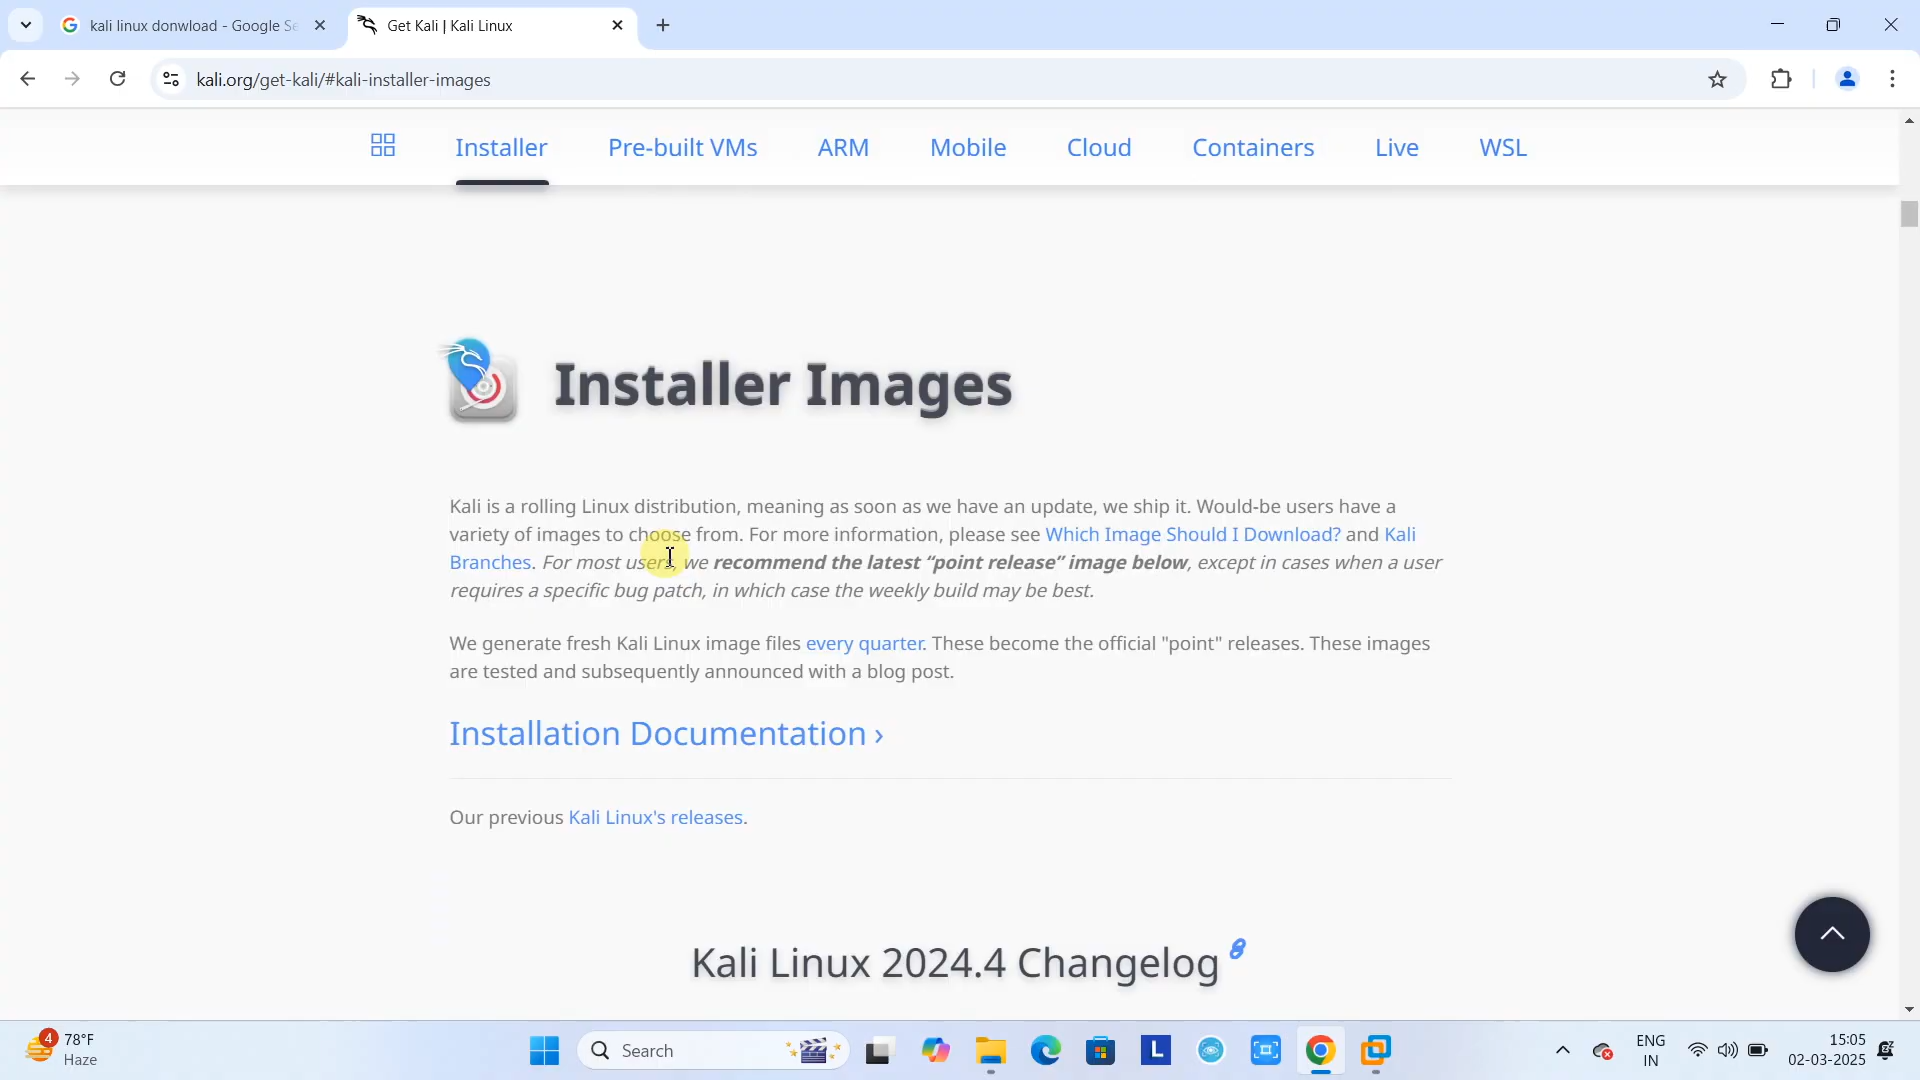 kali linux donwload - Google Se
Get Kali | Kali Linux
kali.org/get-kali/#kali-installer-images
Installer
Pre-built VMs
ARM
Mobile
Cloud
Containers
Live
WSL
Installer Images
Kali is a rolling Linux distribution, meaning as soon as we have an update, we ship it. Would-be users have a
variety of images to choose from. For more information, please see Which Image Should I Download? and Kali
Branches. For most users, we recommend the latest “point release” image below, except in cases when a user
requires a specific bug patch, in which case the weekly build may be best.
We generate fresh Kali Linux image files every quarter. These become the official "point" releases. These images
are tested and subsequently announced with a blog post.
Installation Documentation ›
Our previous Kali Linux's releases.
Kali Linux 2024.4 Changelog
4
78°F
Haze
Search
L
ENG
IN
15:05
02-03-2025